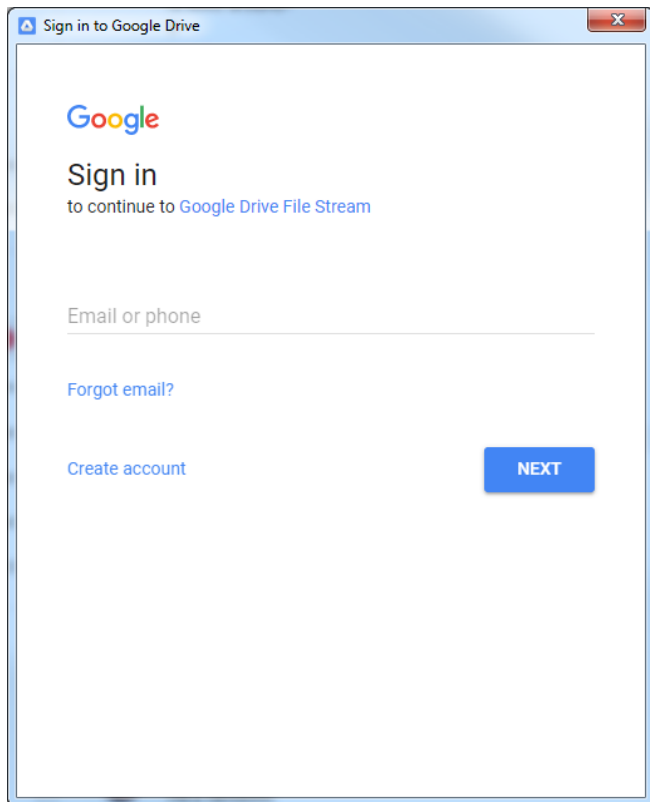 Sign in to Google Drive
Google
Sign in
to continue to Google Drive File Stream
Email or phone
Forgot email?
Create account
NEXT